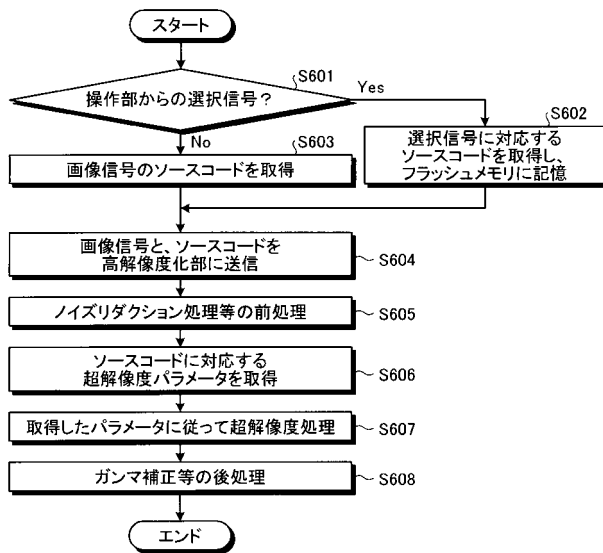 スタート
操作部からの選択信号？
S601
Yes
No
S602
選択信号に対応する
ソースコードを取得し、
フラッシュメモリに記憶
S603
画像信号のソースコードを取得
画像信号と、ソースコードを
高解像度化部に送信
S604
ノイズリダクション処理等の前処理
S605
ソースコードに対応する
超解像度パラメータを取得
S606
取得したパラメータに従って超解像度処理
S607
ガンマ補正等の後処理
S608
エンド